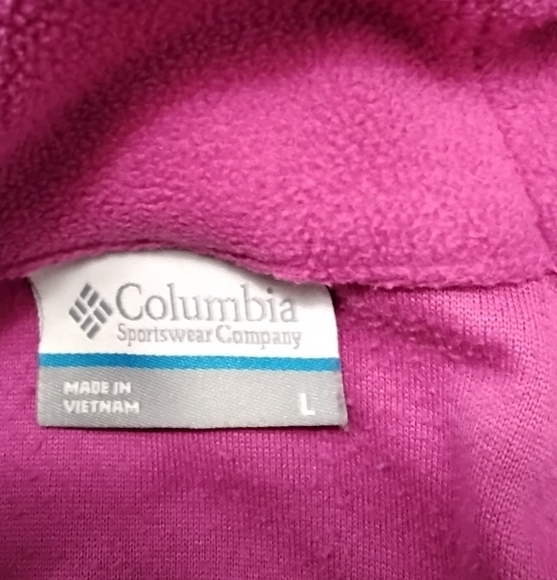 Columbia
Sportswear Company
MADE IN
VIETNAM
L